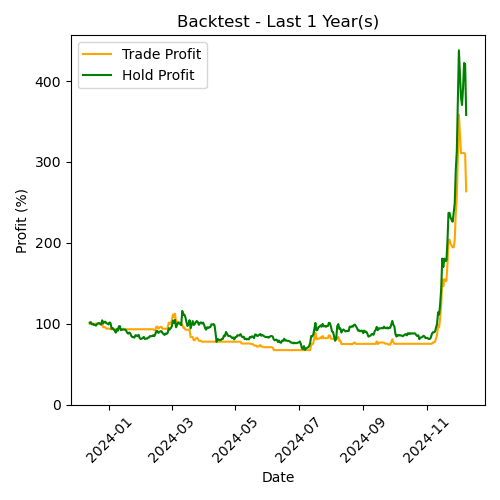 Backtest - Last 1 Year(s)
Trade Profit
Hold Profit
Profit (%)
400
300
200
100
0
2024-01
2024-03
2024-05
2024-07
2024-09
2024-11
Date